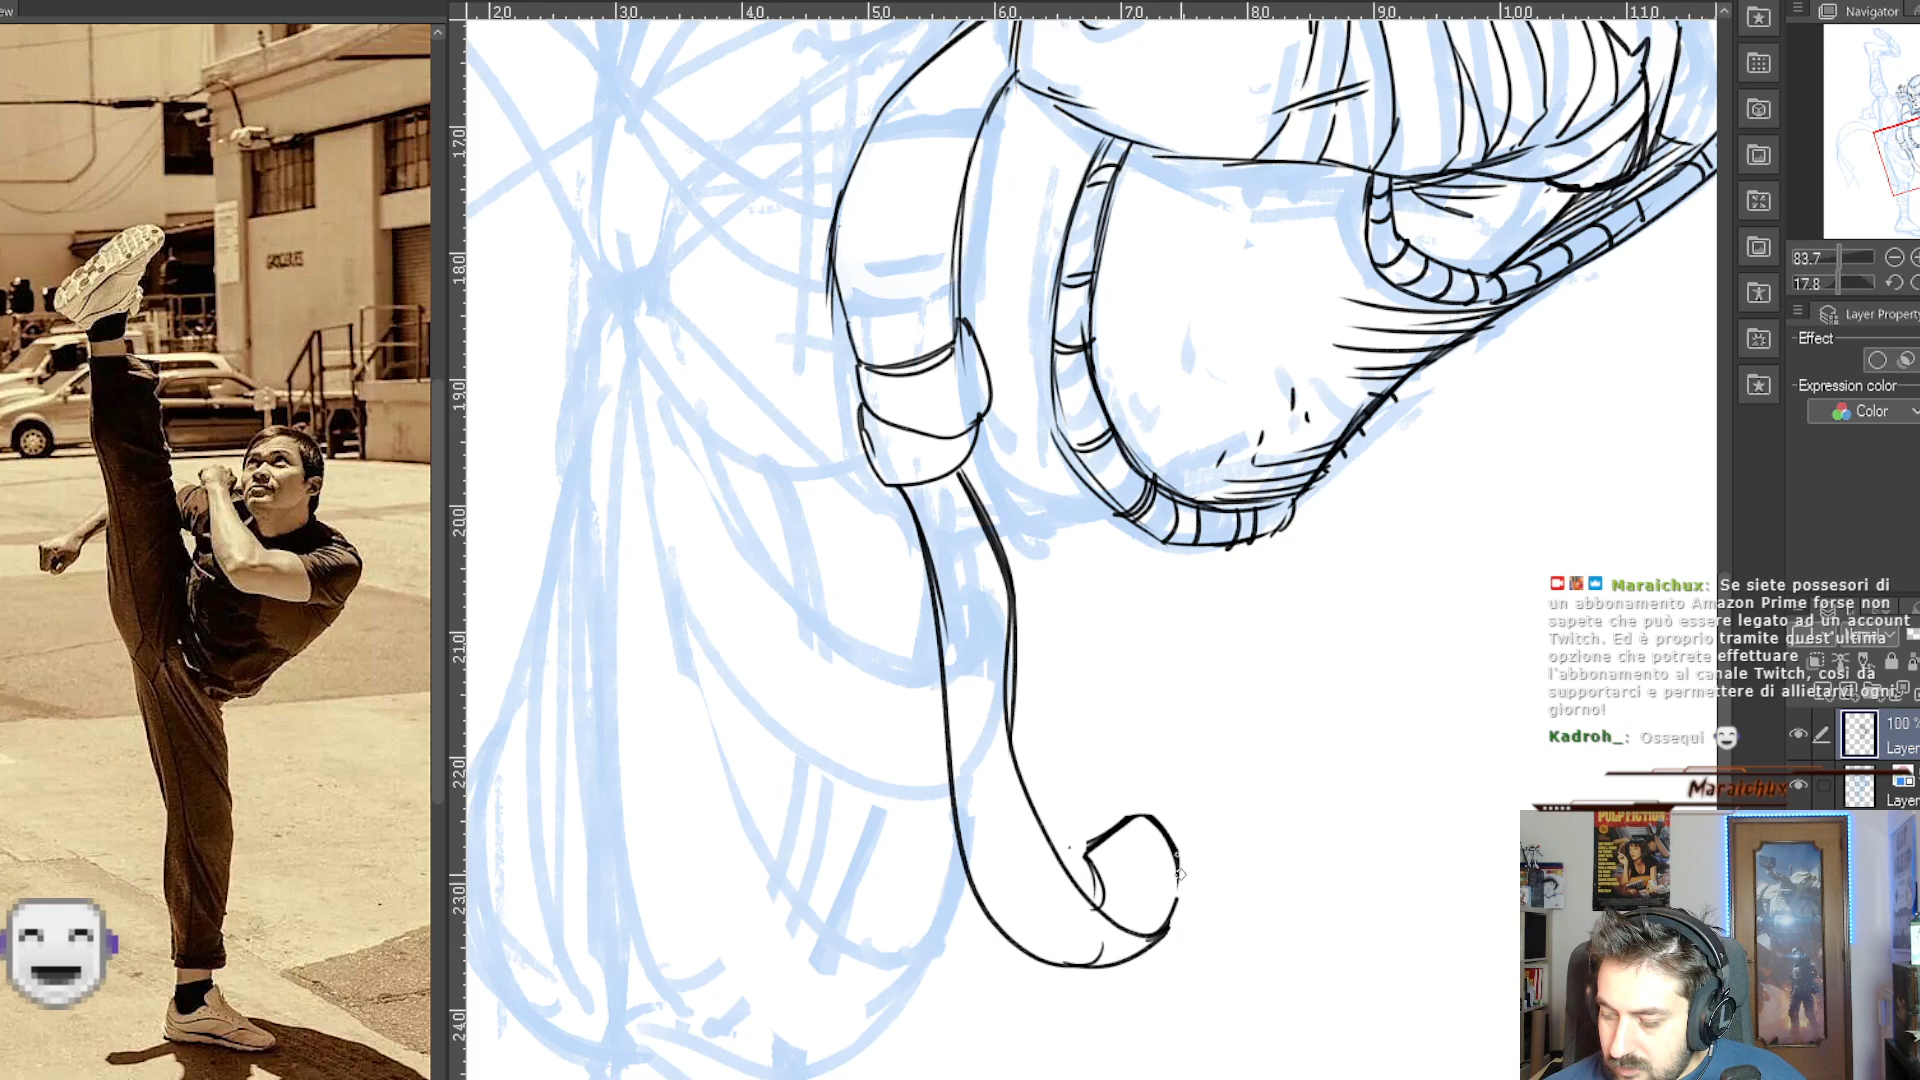 ew
20
30
40
50
60
70
80
90
100
110
170
180
190
200
210
220
230
240
GROCERIES
Navigator
83.7
17.8
Layer Property
Effect
Expression color
Color
Maraichux: Se siete possesori di
un abbonamento Amazon Prime forse non
sapete che può essere legato ad un account
Twitch. Ed è proprio tramite quest'ultima
opzione che potrete effettuare
l'abbonamento al canale Twitch, così da
supportarci e permettere di allietarvi ogni
giorno!
Kadroh_: Ossequi
100 %
Layer
Maraichux
Layer
PULP FICTION